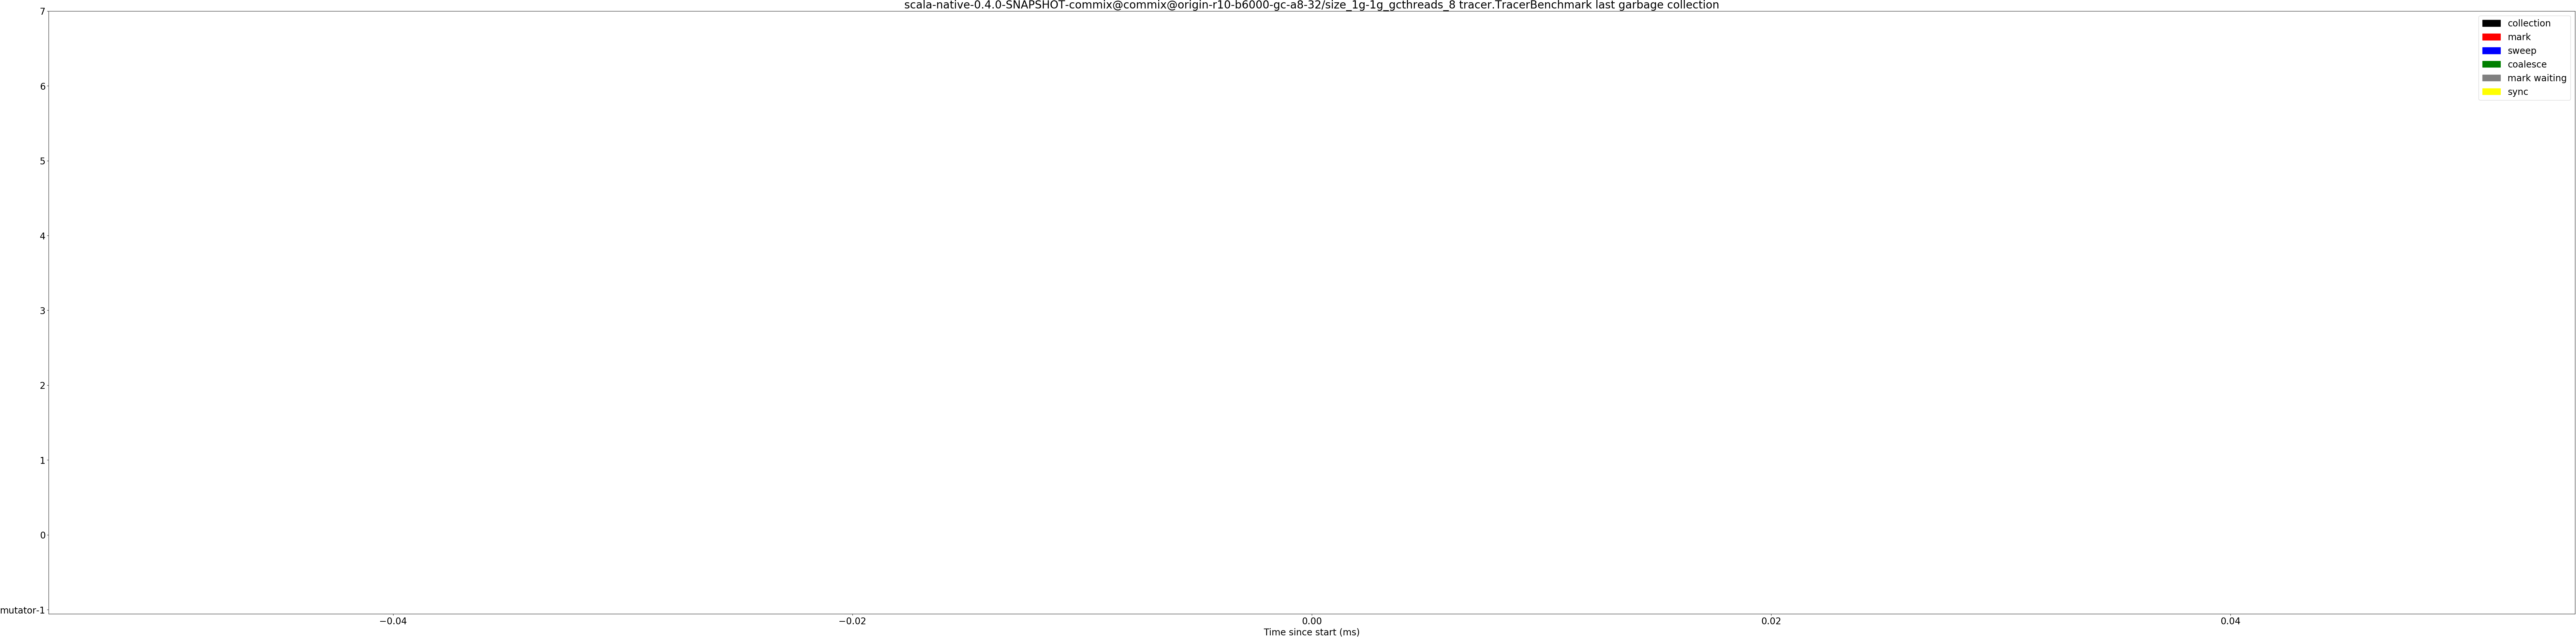 scala-native-0.4.0-SNAPSHOT-commix@commix@origin-r10-b6000-gc-a8-32/size_1g-1g_gcthreads_8 tracer.TracerBenchmark last garbage collection
collection
mark
sweep
coalesce
mark waiting
sync
7
6
5
4
3
2
1
0
mutator-1
−0.04
−0.02
0.00
0.02
0.04
Time since start (ms)